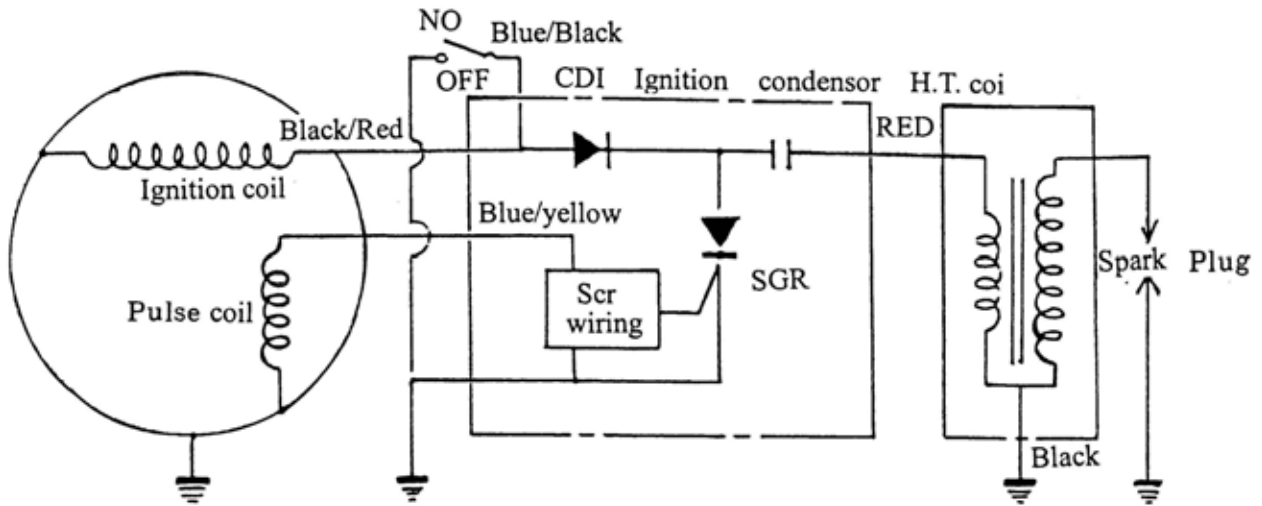 NO
Blue/Black
OFF
CDI Ignition condensor
H.T. coi
Black/Red
RED
Ignition coil
Blue/yellow
Pulse coil
Scr
wiring
SGR
Spark Plug
Black